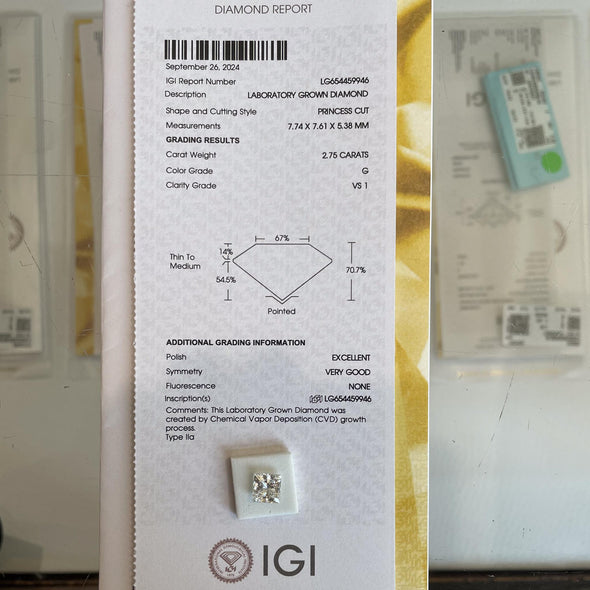 DIAMOND REPORT
September 26, 2024
IGI Report Number LG654459946
Description LABORATORY GROWN DIAMOND
Shape and Cutting Style PRINCESS CUT
Measurements 7.74 X 7.61 X 5.38 MM
GRADING RESULTS
Carat Weight 2.75 CARATS
Color Grade G
Clarity Grade VS 1
67%
14%
Thin To
Medium
54.5%
70.7%
Pointed
ADDITIONAL GRADING INFORMATION
Polish EXCELLENT
Symmetry VERY GOOD
Fluorescence NONE
Inscription(s) LG654459946
Comments: This Laboratory Grown Diamond was
created by Chemical Vapor Deposition (CVD) growth
process.
Type IIa
IGI